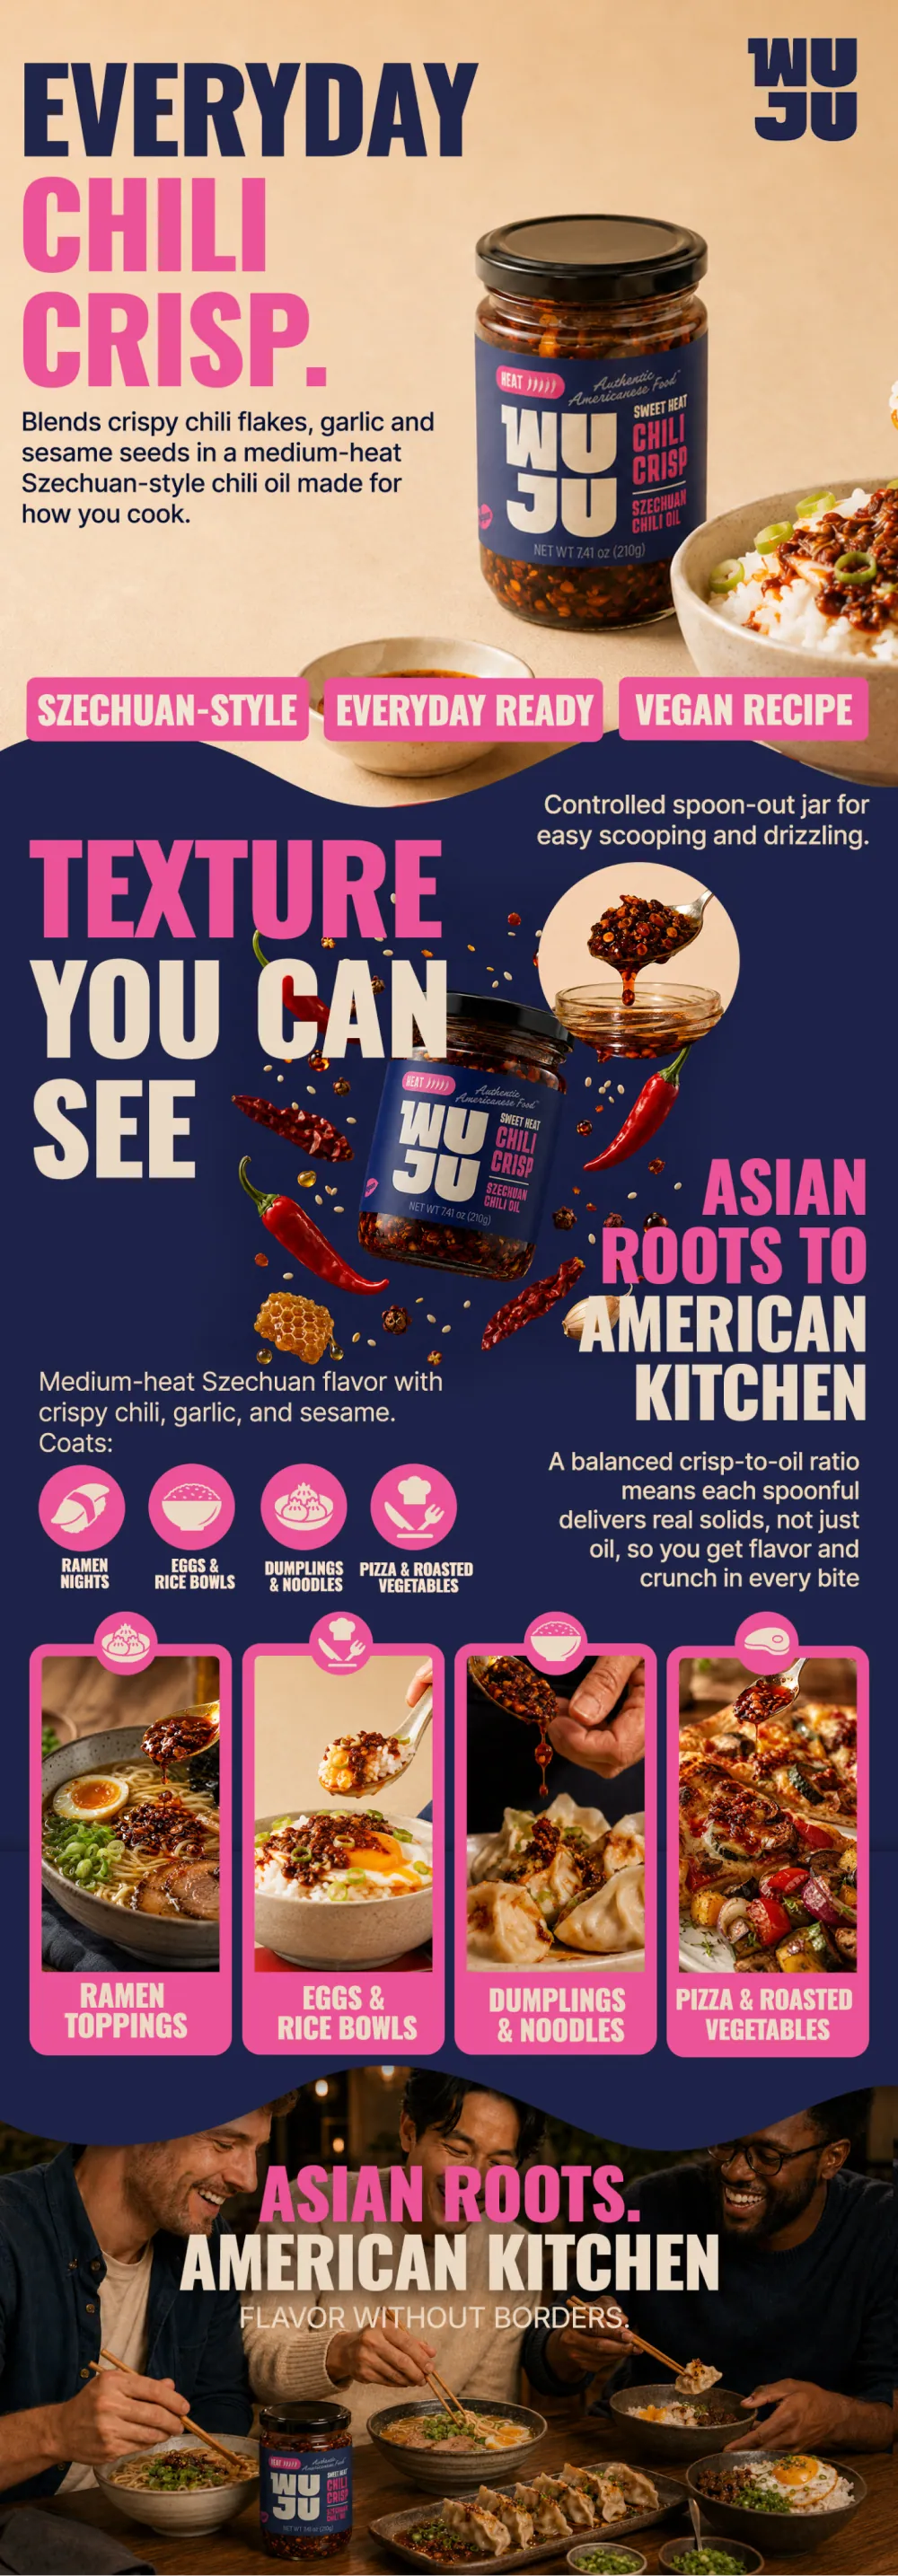 EVERYDAY
CHILI
CRISP.
WU
JU
Blends crispy chili flakes, garlic and
sesame seeds in a medium-heat
Szechuan-style chili oil made for
how you cook.
HEAT
Authentic
Americanese Food™
WU
JU
SWEET HEAT
CHILI
CRISP
SZECHUAN
CHILI OIL
NET WT 7.41 oz (210g)
SZECHUAN-STYLE
EVERYDAY READY
VEGAN RECIPE
Controlled spoon-out jar for
easy scooping and drizzling.
TEXTURE
YOU CAN
SEE
HEAT
Authentic
Americanese Food™
WU
JU
SWEET HEAT
CHILI
CRISP
SZECHUAN
CHILI OIL
NET WT 7.41 oz (210g)
ASIAN
ROOTS TO
AMERICAN
KITCHEN
Medium-heat Szechuan flavor with
crispy chili, garlic, and sesame.
Coats:
RAMEN
NIGHTS
EGGS &
RICE BOWLS
DUMPLINGS
& NOODLES
PIZZA & ROASTED
VEGETABLES
A balanced crisp-to-oil ratio
means each spoonful
delivers real solids, not just
oil, so you get flavor and
crunch in every bite
RAMEN
TOPPINGS
EGGS &
RICE BOWLS
DUMPLINGS
& NOODLES
PIZZA & ROASTED
VEGETABLES
ASIAN ROOTS.
AMERICAN KITCHEN
FLAVOR WITHOUT BORDERS.
HEAT
WU
JU
SWEET HEAT
CHILI
CRISP